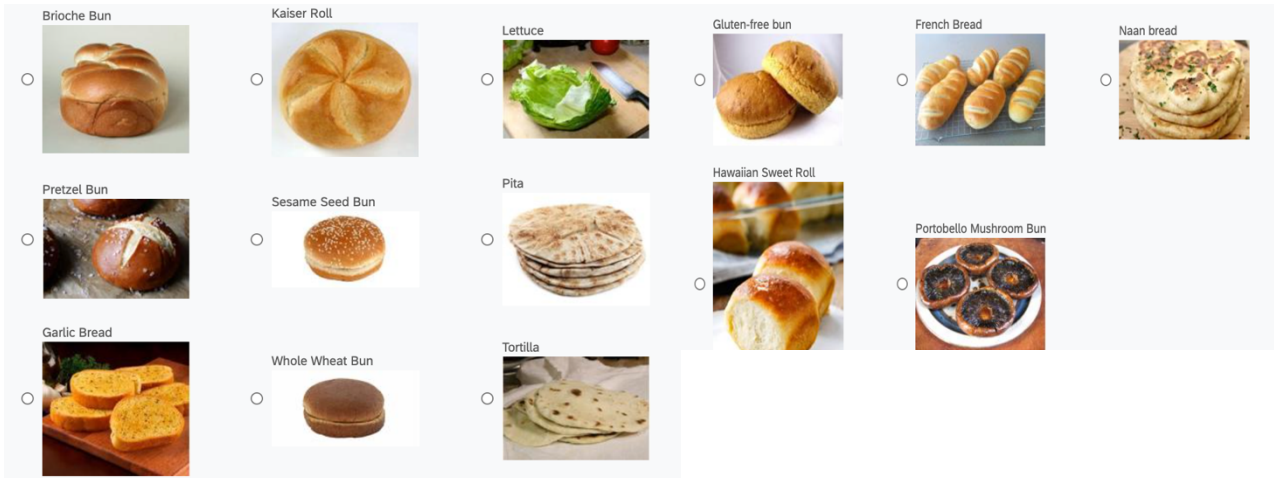 Brioche Bun
Kaiser Roll
Lettuce
Gluten-free bun
French Bread
Naan bread
Pretzel Bun
Sesame Seed Bun
Pita
Hawaiian Sweet Roll
Portobello Mushroom Bun
Garlic Bread
Whole Wheat Bun
Tortilla